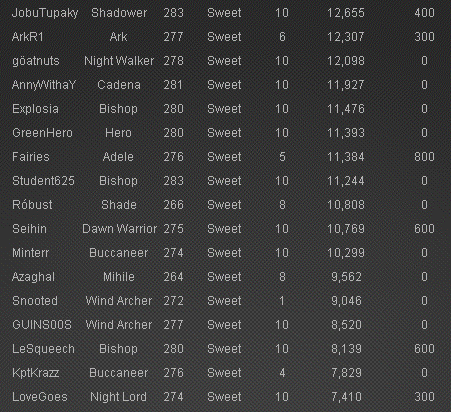 JobuTupaky Shadower 283 Sweet 10 12,655 400
ArkR1 Ark 277 Sweet 6 12,307 300
göatnuts Night Walker 278 Sweet 10 12,098 0
AnnyWithaY Cadena 281 Sweet 10 11,927 0
Explosia Bishop 280 Sweet 10 11,476 0
GreenHero Hero 280 Sweet 10 11,393 0
Fairies Adele 276 Sweet 5 11,384 800
Student625 Bishop 283 Sweet 10 11,244 0
Róbust Shade 266 Sweet 8 10,808 0
Seihin Dawn Warrior 275 Sweet 10 10,769 600
Minterr Buccaneer 274 Sweet 10 10,299 0
Azaghal Mihile 264 Sweet 8 9,562 0
Snooted Wind Archer 272 Sweet 1 9,046 0
GUINS00S Wind Archer 277 Sweet 10 8,520 0
LeSqueech Bishop 280 Sweet 10 8,139 600
KptKrazz Buccaneer 276 Sweet 4 7,829 0
LoveGoes Night Lord 274 Sweet 10 7,410 300